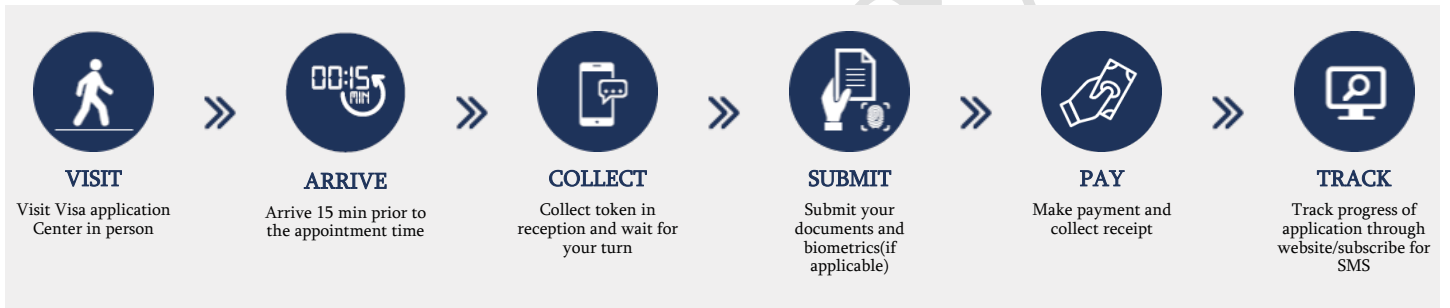 00:15
MIN
VISIT
Visit Visa application
Center in person
ARRIVE
Arrive 15 min prior to
the appointment time
COLLECT
Collect token in
reception and wait for
your turn
SUBMIT
Submit your
documents and
biometrics(if
applicable)
PAY
Make payment and
collect receipt
TRACK
Track progress of
application through
website/subscribe for
SMS